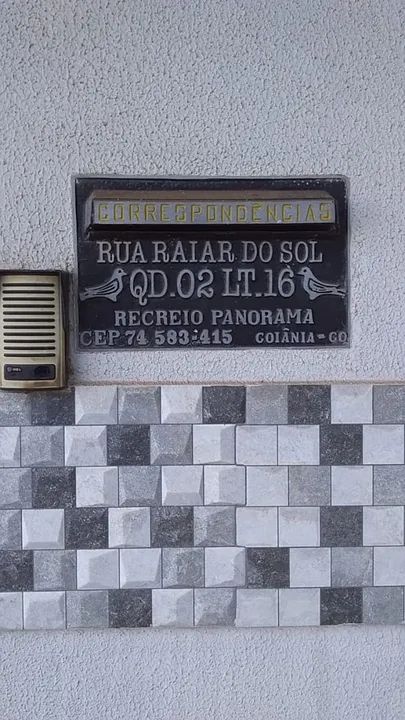 CORRESPONDÊNCIAS
RUA RAIAR DO SOL
QD.02 LT.16
RECREIO PANORAMA
CEP 74 583-415 GOIÂNIA-GO